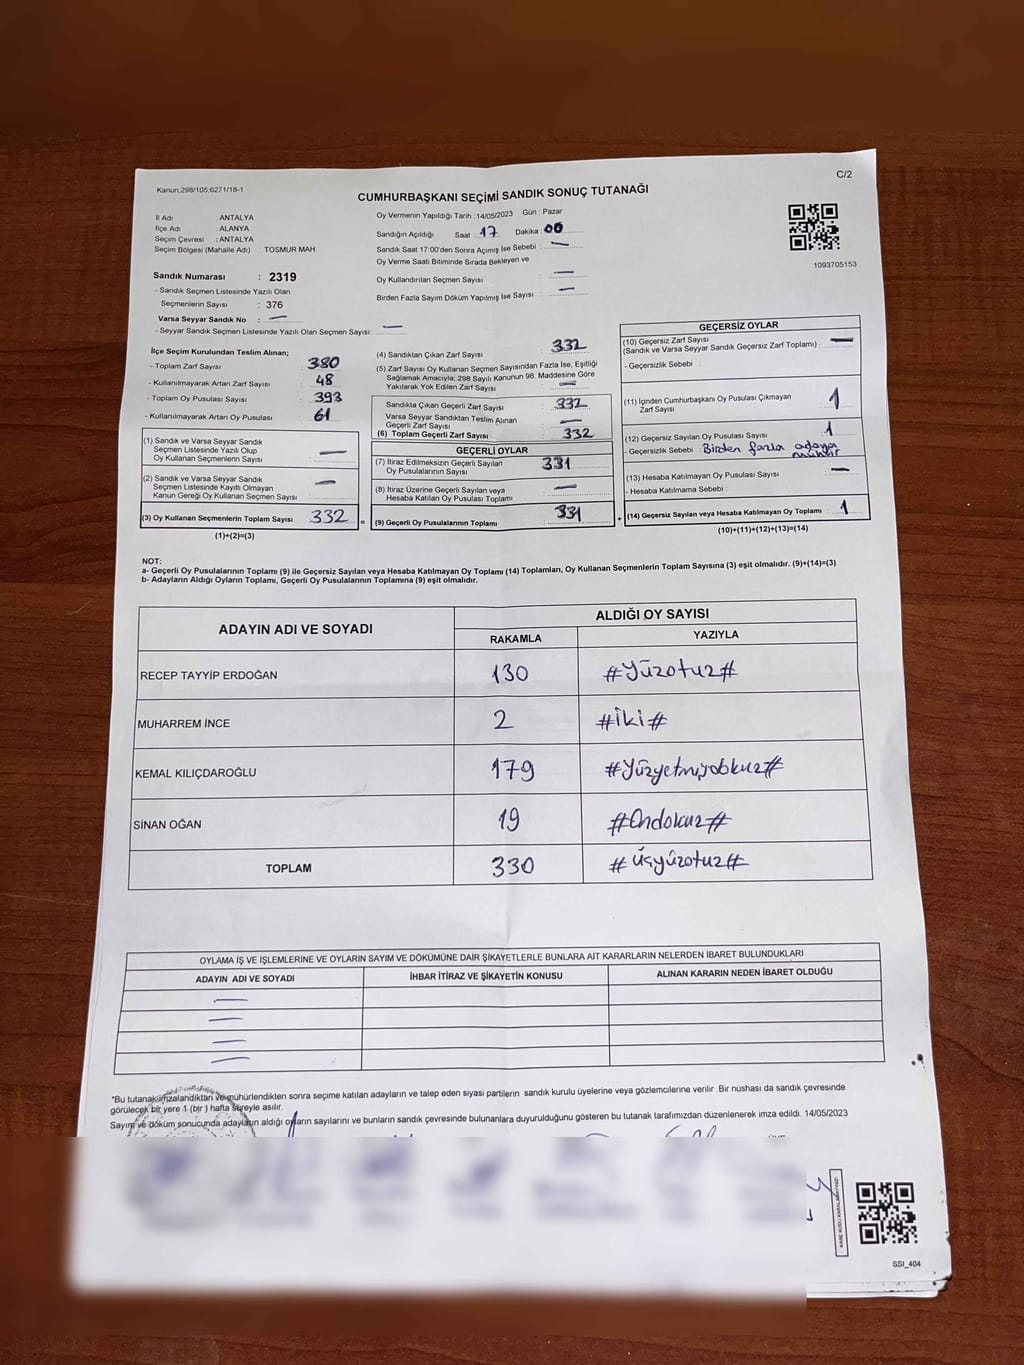 Kanun:298/105;6271/18-1
C/2
CUMHURBAŞKANI SEÇİMİ SANDIK SONUÇ TUTANAĞI
İl Adı : ANTALYA
İlçe Adı : ALANYA
Seçim Çevresi : ANTALYA
Seçim Bölgesi (Mahalle Adı) : TOSMUR MAH.
Sandık Numarası : 2319
- Sandık Seçmen Listesinde Yazılı Olan
Seçmenlerin Sayısı : 376
Varsa Seyyar Sandık No : —
- Seyyar Sandık Seçmen Listesinde Yazılı Olan Seçmen Sayısı: —
Oy Vermenin Yapıldığı Tarih : 14/05/2023 Gün : Pazar
Sandığın Açıldığı Saat : 17 Dakika : 00
Sandık Saat 17:00'den Sonra Açımış İse Sebebi : —
Oy Verme Saati Bitiminde Sırada Bekleyen ve
Oy Kullandırılan Seçmen Sayısı : —
Birden Fazla Sayım Döküm Yapılmış İse Sayısı : —
1093705153
İlçe Seçim Kurulundan Teslim Alınan;
- Toplam Zarf Sayısı : 380
- Kullanılmayarak Artan Zarf Sayısı : 48
- Toplam Oy Pusulası Sayısı : 393
- Kullanılmayarak Artan Oy Pusulası : 61
(1) Sandık ve Varsa Seyyar Sandık
Seçmen Listesinde Yazılı Olup
Oy Kullanan Seçmenlerin Sayısı : —
(2) Sandık ve Varsa Seyyar Sandık
Seçmen Listesinde Kayıtlı Olmayan
Kanun Gereği Oy Kullanan Seçmen Sayısı : —
(3) Oy Kullanan Seçmenlerin Toplam Sayısı : 332
(1)+(2)=(3)
(4) Sandıktan Çıkan Zarf Sayısı : 332
(5) Zarf Sayısı Oy Kullanan Seçmen Sayısından Fazla İse, Eşitliği
Sağlamak Amacıyla; 298 Sayılı Kanunun 98. Maddesine Göre
Yakılarak Yok Edilen Zarf Sayısı : —
Sandıkta Çıkan Geçerli Zarf Sayısı : 332
Varsa Seyyar Sandıktan Teslim Alınan
Geçerli Zarf Sayısı : —
(6) Toplam Geçerli Zarf Sayısı : 332
GEÇERLİ OYLAR
(7) İtiraz Edilmeksizin Geçerli Sayılan
Oy Pusulalarının Sayısı : 331
(8) İtiraz Üzerine Geçerli Sayılan veya
Hesaba Katılan Oy Pusulası Toplamı : —
(9) Geçerli Oy Pusulalarının Toplamı : 331
GEÇERSİZ OYLAR
(10) Geçersiz Zarf Sayısı
(Sandık ve Varsa Seyyar Sandık Geçersiz Zarf Toplamı) : —
- Geçersizlik Sebebi :
(11) İçinden Cumhurbaşkanı Oy Pusulası Çıkmayan
Zarf Sayısı : 1
(12) Geçersiz Sayılan Oy Pusulası Sayısı : 1
- Geçersizlik Sebebi : Birden fazla adaya
mühür
(13) Hesaba Katılmayan Oy Pusulası Sayısı : —
- Hesaba Katılmama Sebebi :
(14) Geçersiz Sayılan veya Hesaba Katılmayan Oy Toplamı : 1
(10)+(11)+(12)+(13)=(14)
NOT:
a- Geçerli Oy Pusulalarının Toplamı (9) ile Geçersiz Sayılan veya Hesaba Katılmayan Oy Toplamı (14) Toplamları, Oy Kullanan Seçmenlerin Toplam Sayısına (3) eşit olmalıdır. (9)+(14)=(3)
b- Adayların Aldığı Oyların Toplamı, Geçerli Oy Pusulalarının Toplamına (9) eşit olmalıdır.
ADAYIN ADI VE SOYADI
ALDIĞI OY SAYISI
RAKAMLA YAZIYLA
RECEP TAYYİP ERDOĞAN 130 #Yüzotuz#
MUHARREM İNCE 2 #İki#
KEMAL KILIÇDAROĞLU 179 #Yüzyetmişdokuz#
SİNAN OĞAN 19 #Ondokuz#
TOPLAM 330 #Üçyüzotuz#
OYLAMA İŞ VE İŞLEMLERİNE VE OYLARIN SAYIM VE DÖKÜMÜNE DAİR ŞİKAYETLERLE BUNLARA AİT KARARLARIN NELERDEN İBARET BULUNDUKLARI
ADAYIN ADI VE SOYADI İHBAR İTİRAZ VE ŞİKAYETİN KONUSU ALINAN KARARIN NEDEN İBARET OLDUĞU
—
—
—
—
"Bu tutanak imzalandıktan ve mühürlendikten sonra seçime katılan adayların ve talep eden siyasi partilerin sandık kurulu üyelerine veya gözlemcilerine verilir .Bir nüshası da sandık çevresinde
görülecek bir yere 1 (bir ) hafta süreyle asılır.
Sayım ve döküm sonucunda adayların aldığı oyların sayılarını ve bunların sandık çevresinde bulunanlara duyurulduğunu gösteren bu tutanak tarafımızdan düzenlenerek imza edildi. 14/05/2023
SSI_404